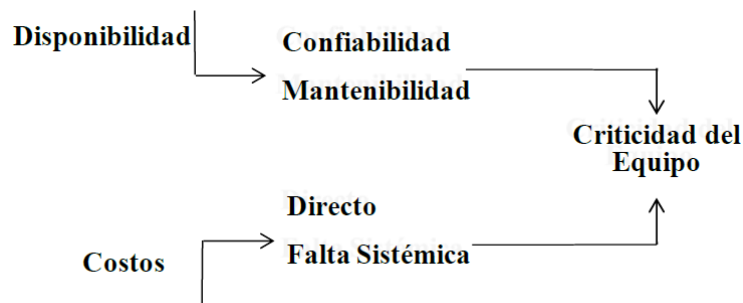 Disponibilidad
Confiabilidad
Mantenibilidad
Criticidad del
Equipo
Directo
Falta Sistémica
Costos